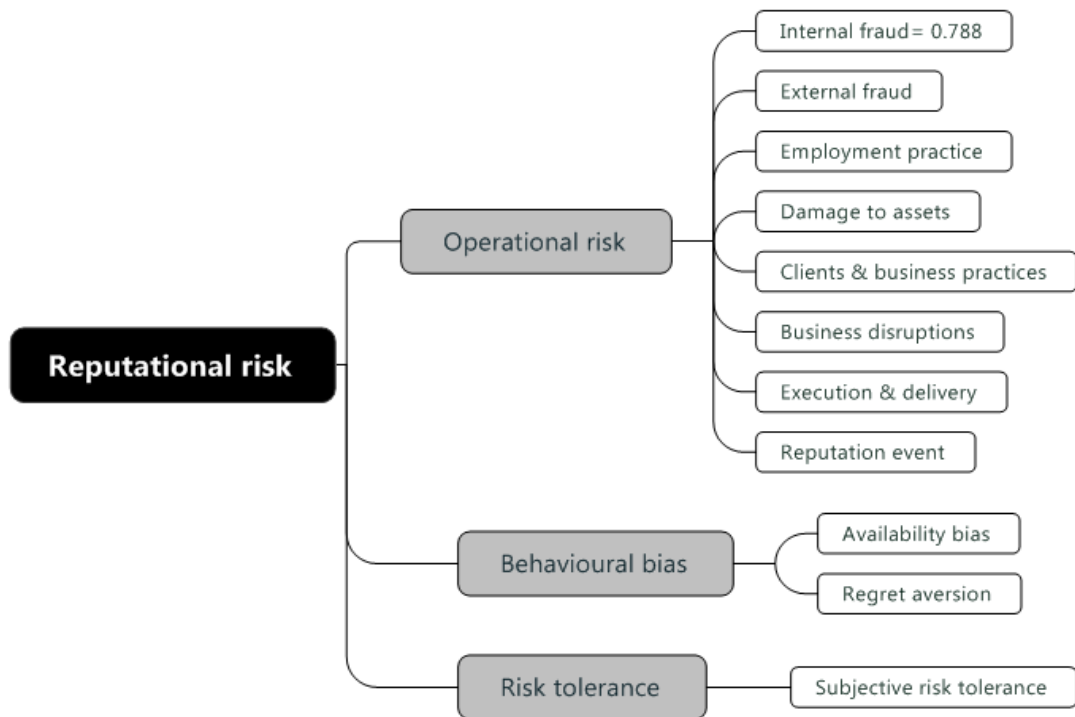 Internal fraud= 0.788
External fraud
Employment practice
Damage to assets
Operational risk
Clients & business practices
Business disruptions
Reputational risk
Execution & delivery
Reputation event
Availability bias
Behavioural bias
Regret aversion
Risk tolerance
Subjective risk tolerance